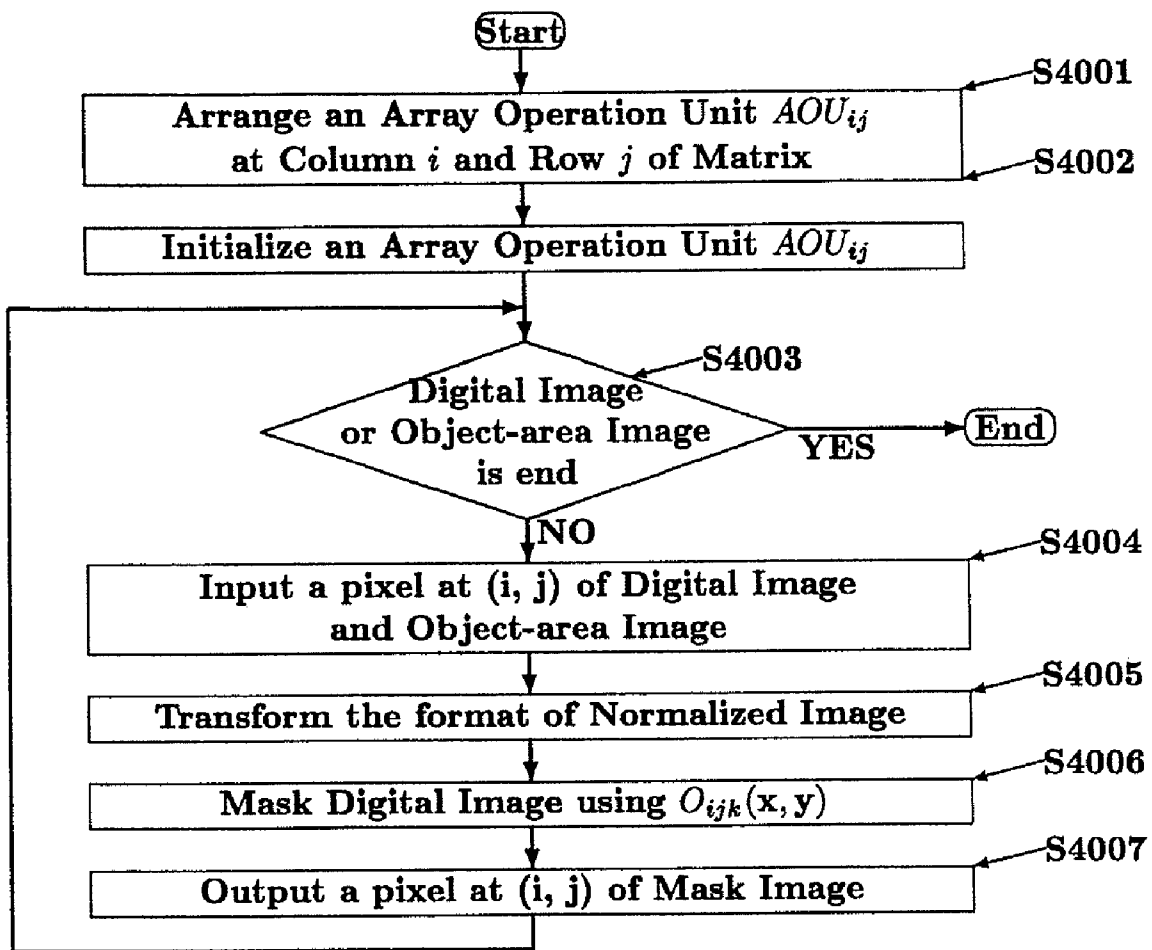 Start
S4001
Arrange an Array Operation Unit AOU_ij
at Column i and Row j of Matrix
S4002
Initialize an Array Operation Unit AOU_ij
S4003
Digital Image
or Object-area Image
is end
YES
End
NO
S4004
Input a pixel at (i, j) of Digital Image
and Object-area Image
S4005
Transform the format of Normalized Image
S4006
Mask Digital Image using O_ijk(x, y)
S4007
Output a pixel at (i, j) of Mask Image